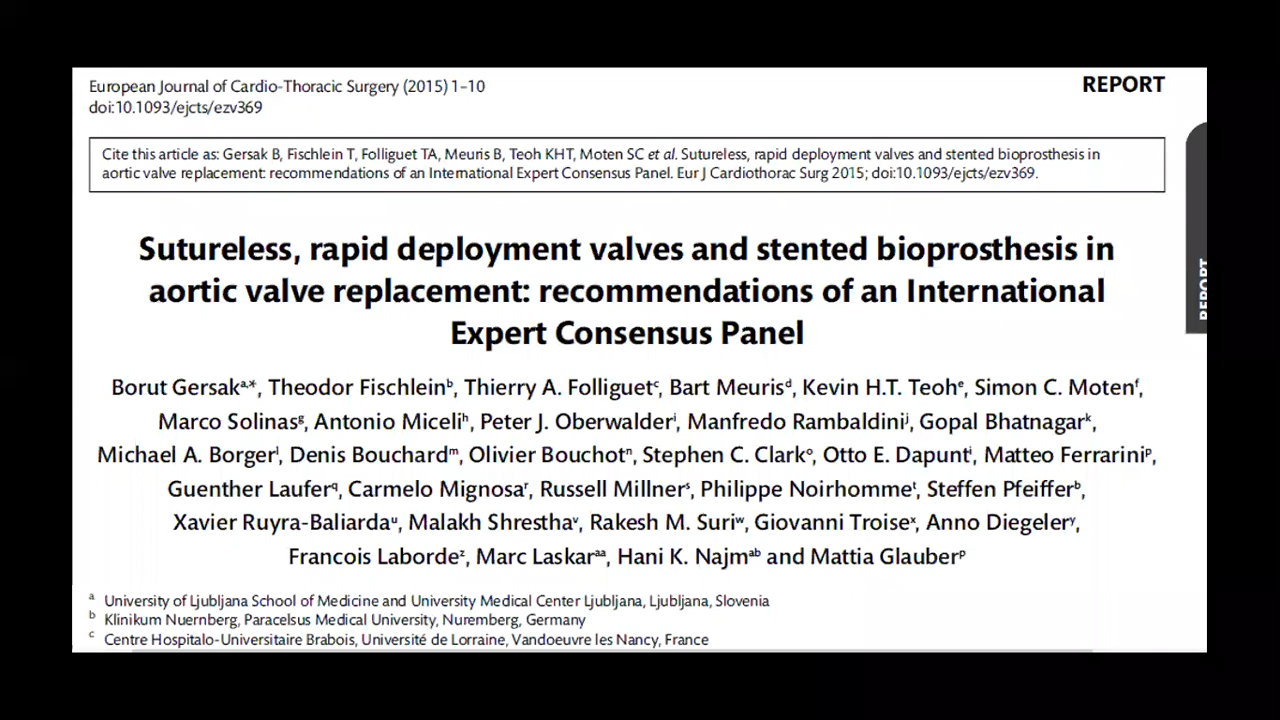 European Journal of Cardio-Thoracic Surgery (2015) 1–10
REPORT
doi:10.1093/ejcts/ezv369
Cite this article as: Gersak B, Fischlein T, Folliguet TA, Meuris B, Teoh KHT, Moten SC et al. Sutureless, rapid deployment valves and stented bioprosthesis in
aortic valve replacement: recommendations of an International Expert Consensus Panel. Eur J Cardiothorac Surg 2015; doi:10.1093/ejcts/ezv369.
REPORT
Sutureless, rapid deployment valves and stented bioprosthesis in
aortic valve replacement: recommendations of an International
Expert Consensus Panel
Borut Gersakᵃ,*, Theodor Fischleinᵇ, Thierry A. Folliguetᶜ, Bart Meurisᵈ, Kevin H.T. Teohᵉ, Simon C. Motenᶠ,
Marco Solinasᵍ, Antonio Miceliʰ, Peter J. Oberwalderⁱ, Manfredo Rambaldiniʲ, Gopal Bhatnagarᵏ,
Michael A. Borgerˡ, Denis Bouchardᵐ, Olivier Bouchotⁿ, Stephen C. Clarkᵒ, Otto E. Dapuntⁱ, Matteo Ferrariniᵖ,
Guenther Lauferq, Carmelo Mignosaʳ, Russell Millnerˢ, Philippe Noirhommeᵗ, Steffen Pfeifferᵇ,
Xavier Ruyra-Baliardaᵘ, Malakh Shresthaᵛ, Rakesh M. Suriʷ, Giovanni Troiseˣ, Anno Diegelerʸ,
Francois Labordeᶻ, Marc Laskarᵃᵃ, Hani K. Najmᵃᵇ and Mattia Glauberᵖ
ᵃ University of Ljubljana School of Medicine and University Medical Center Ljubljana, Ljubljana, Slovenia
ᵇ Klinikum Nuernberg, Paracelsus Medical University, Nuremberg, Germany
ᶜ Centre Hospitalo-Universitaire Brabois, Université de Lorraine, Vandoeuvre les Nancy, France